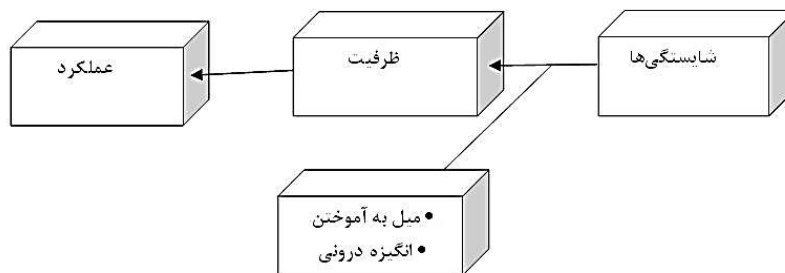 شایستگی‌ها
ظرفیت
عملکرد
• میل به آموختن
• انگیزه درونی